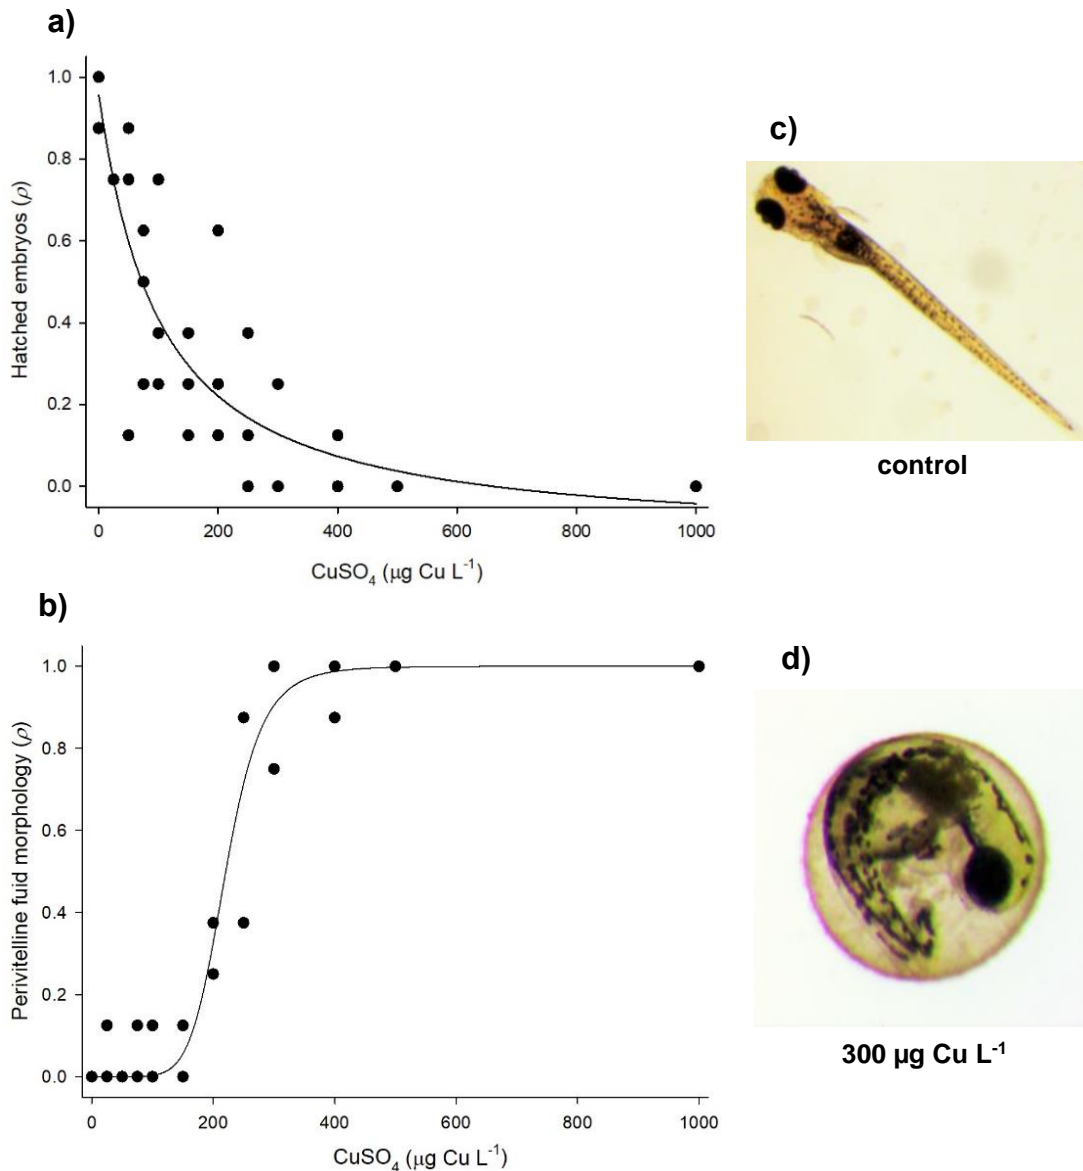 a)
1.0
0.8
0.6
0.4
0.2
0.0
Hatched embryos (ρ)
0 200 400 600 800 1000
CuSO₄ (µg Cu L⁻¹)
c)
control
b)
1.0
0.8
0.6
0.4
0.2
0.0
Perivitelline fuid morphology (ρ)
0 200 400 600 800 1000
CuSO₄ (µg Cu L⁻¹)
d)
300 µg Cu L⁻¹